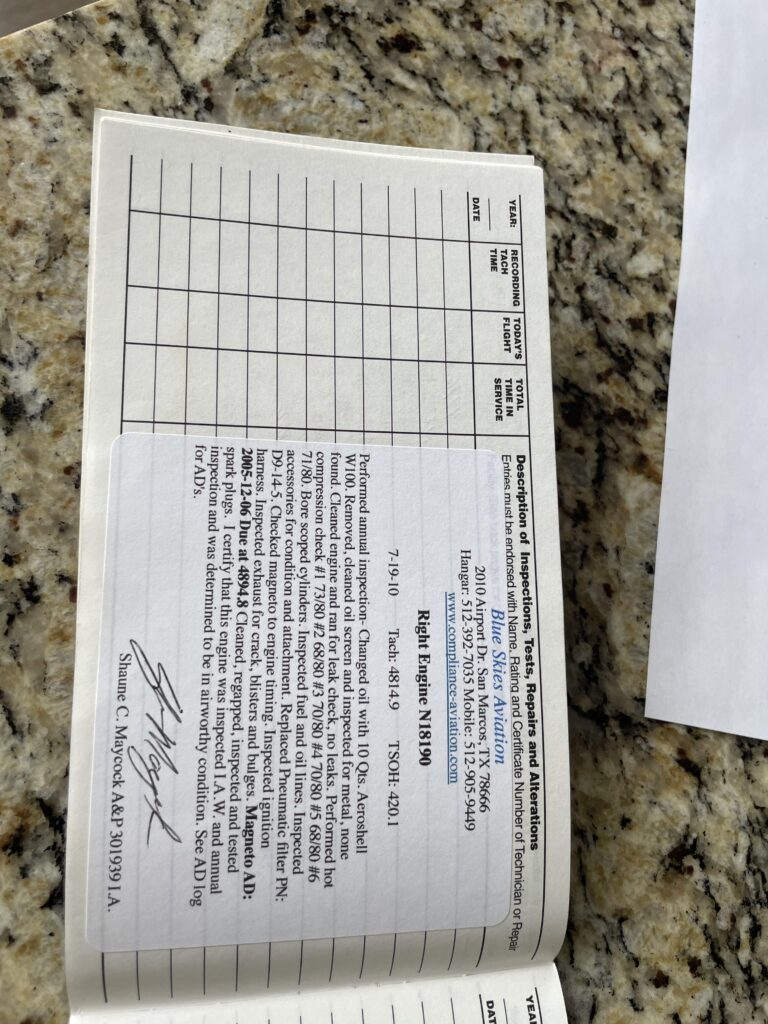 YEAR:
DATE
RECORDING
TACH
TIME
TODAY'S
FLIGHT
TOTAL
TIME IN
SERVICE
Description of Inspections, Tests, Repairs and Alterations
Entries must be endorsed with Name, Rating and Certificate Number of Technician or Repair
Blue Skies Aviation
2010 Airport Dr. San Marcos, TX 78666
Hangar: 512-392-7035 Mobile: 512-905-9449
www.compliance-aviation.com
Right Engine N18190
7-19-10 Tach: 4814.9 TSOH: 420.1
Performed annual inspection- Changed oil with 10 Qts. Aeroshell
W100. Removed, cleaned oil screen and inspected for metal, none
found. Cleaned engine and ran for leak check, no leaks. Performed hot
compression check #1 73/80 #2 68/80 #3 70/80 #4 70/80 #5 68/80 #6
71/80. Bore scoped cylinders. Inspected fuel and oil lines. Inspected
accessories for condition and attachment. Replaced Pneumatic filter PN:
D9-14-5. Checked magneto to engine timing. Inspected ignition
harness. Inspected exhaust for crack, blisters and bulges. Magneto AD:
2005-12-06 Due at 4894.8 Cleaned, regapped, inspected and tested
spark plugs. I certify that this engine was inspected I.A.W. and annual
inspection and was determined to be in airworthy condition. See AD log
for AD's.
Shaune C. Maycock A&P 301939 I.A.
YEA
DAT